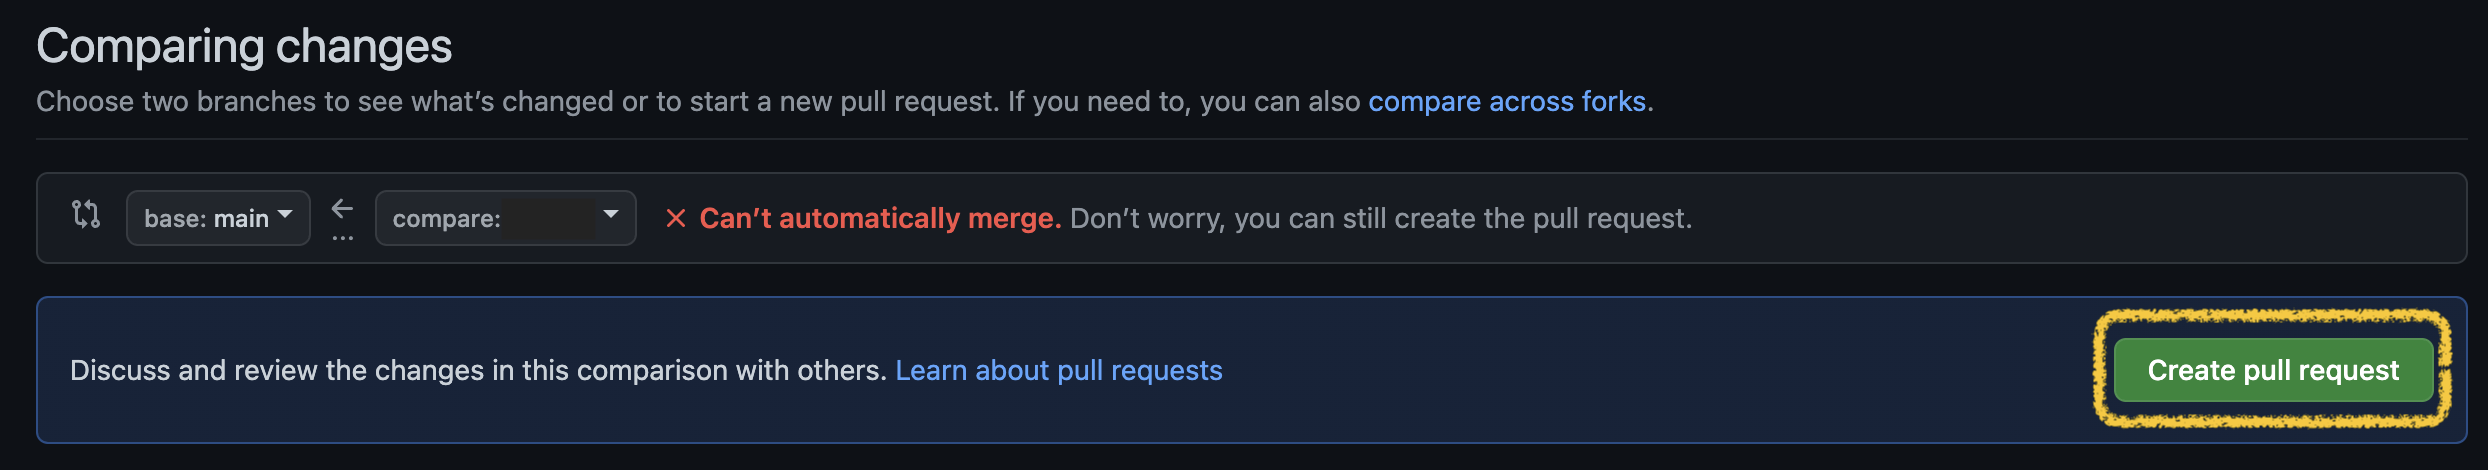 Comparing changes
Choose two branches to see what’s changed or to start a new pull request. If you need to, you can also compare across forks.
base: main compare: Can’t automatically merge. Don’t worry, you can still create the pull request.
Discuss and review the changes in this comparison with others. Learn about pull requests Create pull request